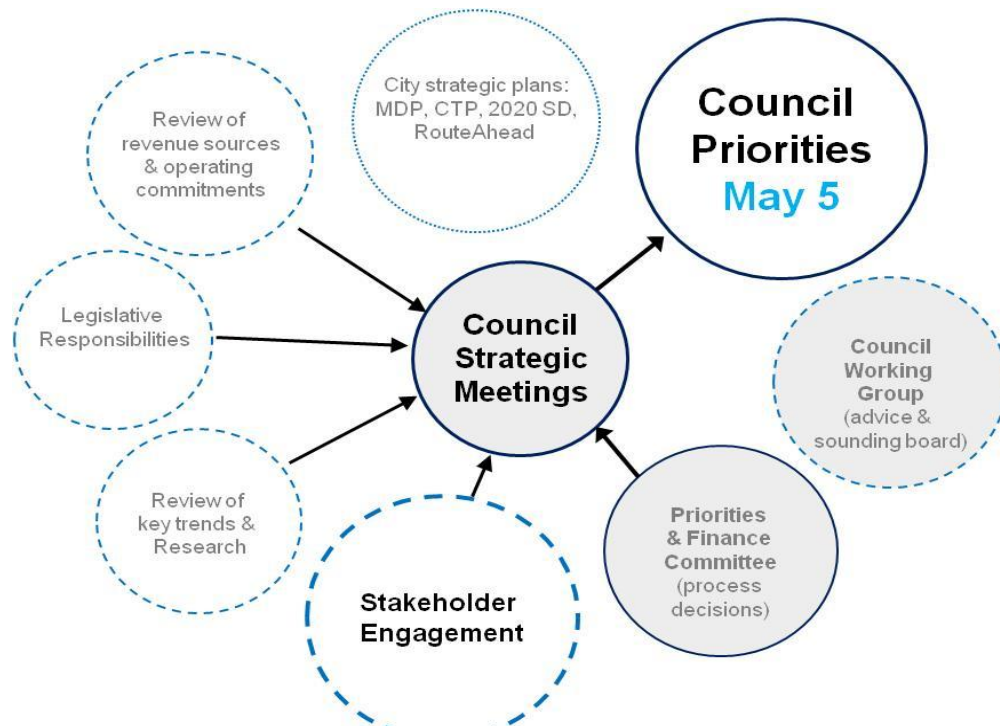 City strategic plans:
MDP, CTP, 2020 SD,
RouteAhead
Council
Priorities
May 5
Review of
revenue sources
& operating
commitments
Legislative
Responsibilities
Council
Strategic
Meetings
Council
Working
Group
(advice &
sounding board)
Review of
key trends &
Research
Stakeholder
Engagement
Priorities
& Finance
Committee
(process
decisions)